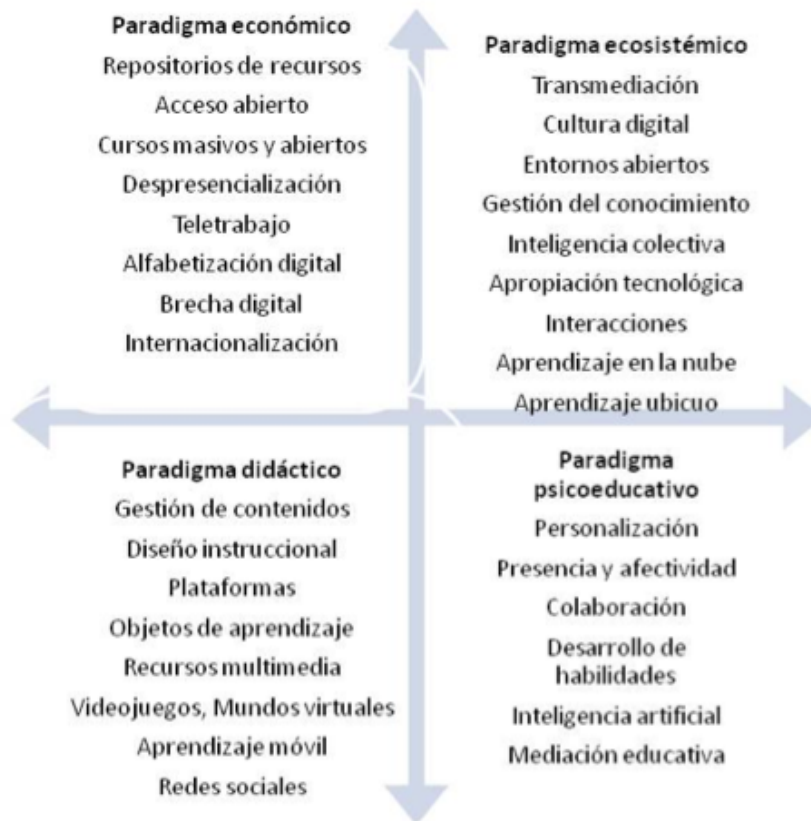 Paradigma económico
Repositorios de recursos
Acceso abierto
Cursos masivos y abiertos
Despresencialización
Teletrabajo
Alfabetización digital
Brecha digital
Internacionalización
Paradigma ecosistémico
Transmediación
Cultura digital
Entornos abiertos
Gestión del conocimiento
Inteligencia colectiva
Apropiación tecnológica
Interacciones
Aprendizaje en la nube
Aprendizaje ubicuo
Paradigma didáctico
Gestión de contenidos
Diseño instruccional
Plataformas
Objetos de aprendizaje
Recursos multimedia
Videojuegos, Mundos virtuales
Aprendizaje móvil
Redes sociales
Paradigma
psicoeducativo
Personalización
Presencia y afectividad
Colaboración
Desarrollo de
habilidades
Inteligencia artificial
Mediación educativa